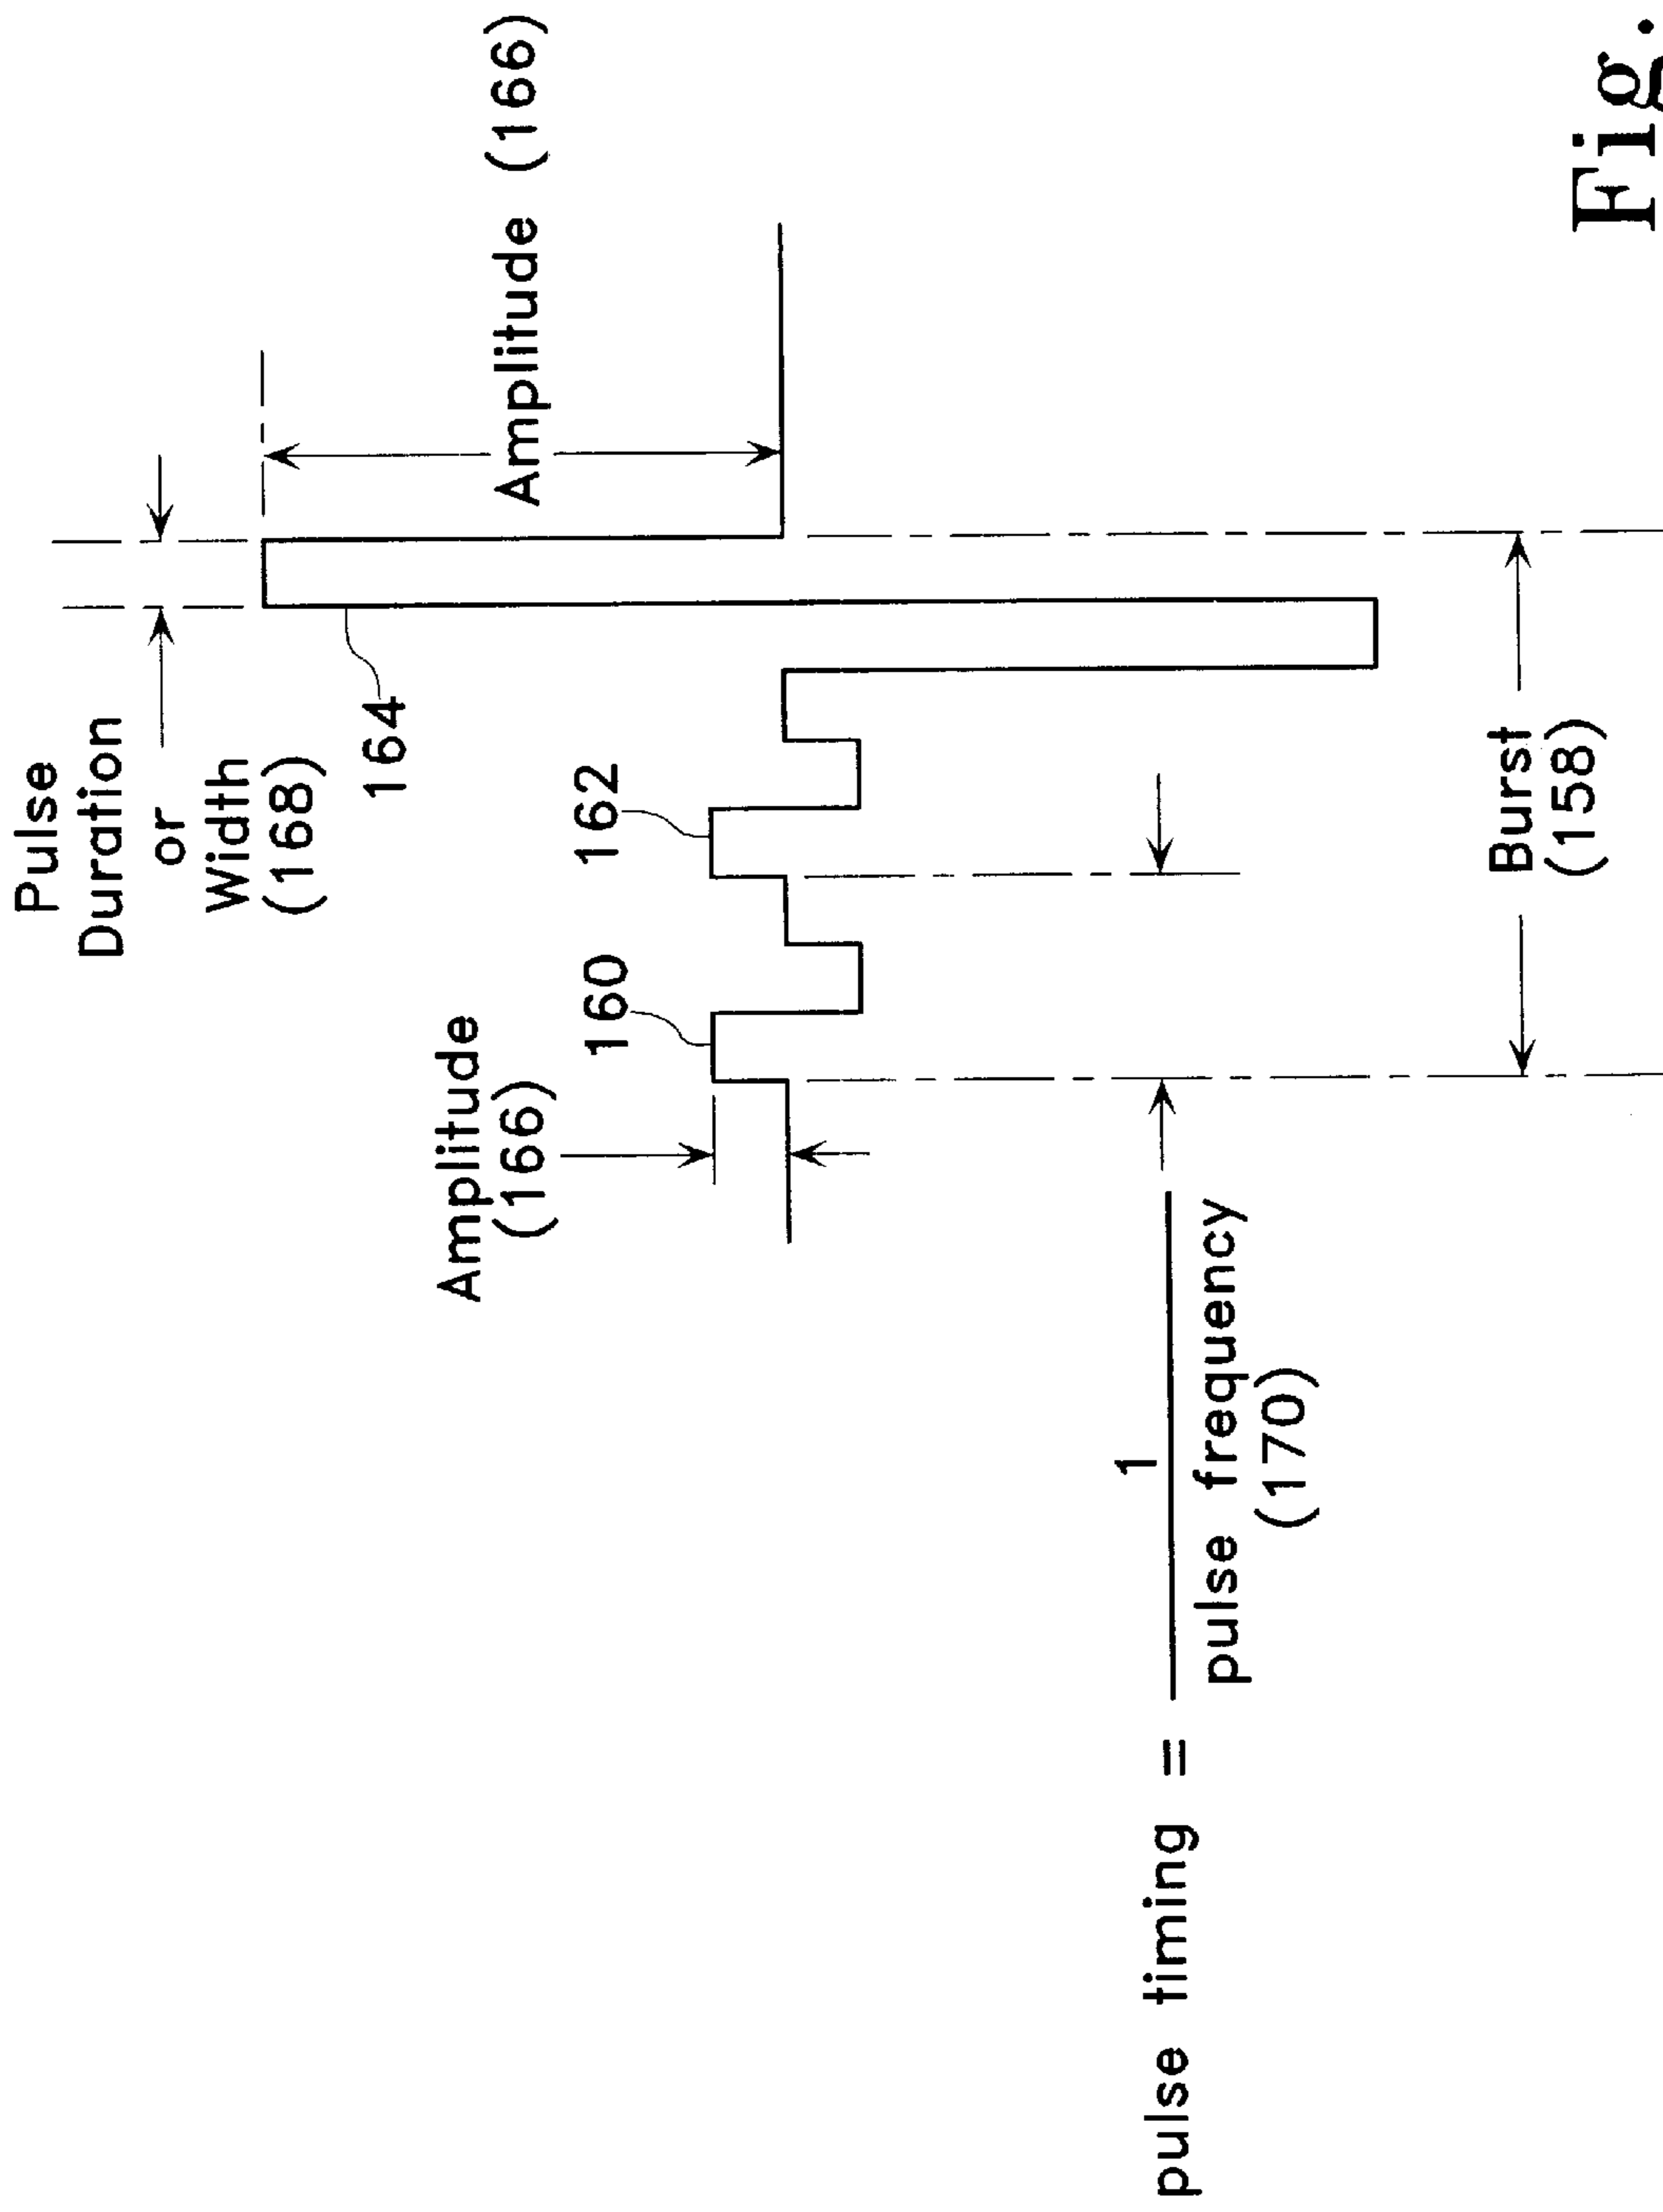 Pulse
Duration
or
Width
(168)
164
Amplitude (166)
Amplitude
(166)
160
162
pulse timing =
1
pulse frequency
(170)
Burst
(158)
Fig.